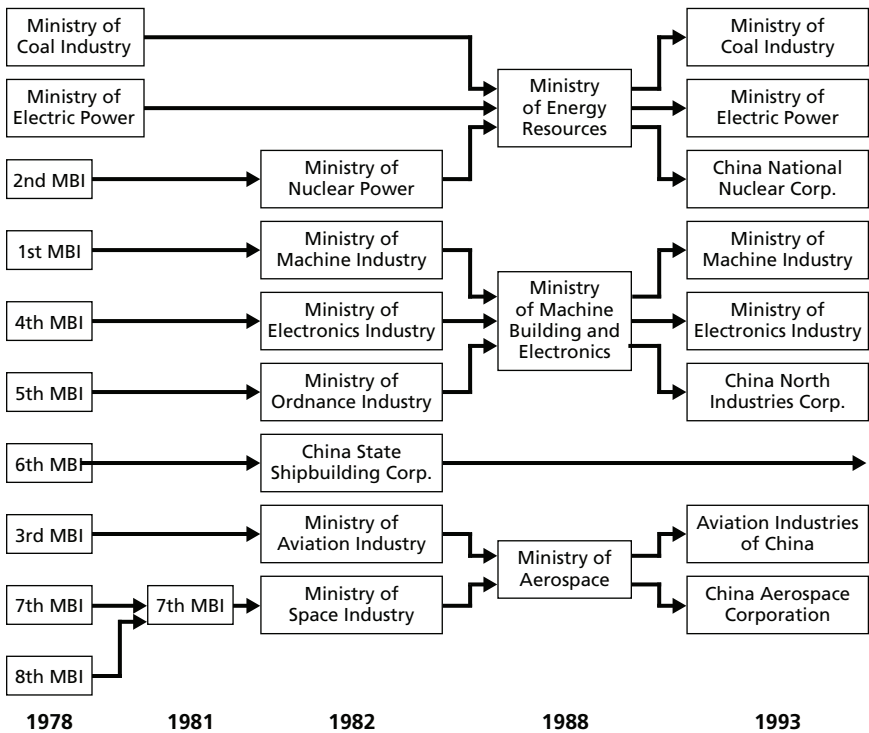 Ministry of
Coal Industry
Ministry of
Electric Power
2nd MBI
1st MBI
4th MBI
5th MBI
6th MBI
3rd MBI
7th MBI
8th MBI
7th MBI
Ministry of
Nuclear Power
Ministry of
Machine Industry
Ministry of
Electronics Industry
Ministry of
Ordnance Industry
China State
Shipbuilding Corp.
Ministry of
Aviation Industry
Ministry of
Space Industry
Ministry
of Energy
Resources
Ministry
of Machine
Building and
Electronics
Ministry of
Aerospace
Ministry of
Coal Industry
Ministry of
Electric Power
China National
Nuclear Corp.
Ministry of
Machine Industry
Ministry of
Electronics Industry
China North
Industries Corp.
Aviation Industries
of China
China Aerospace
Corporation
1978 1981 1982 1988 1993